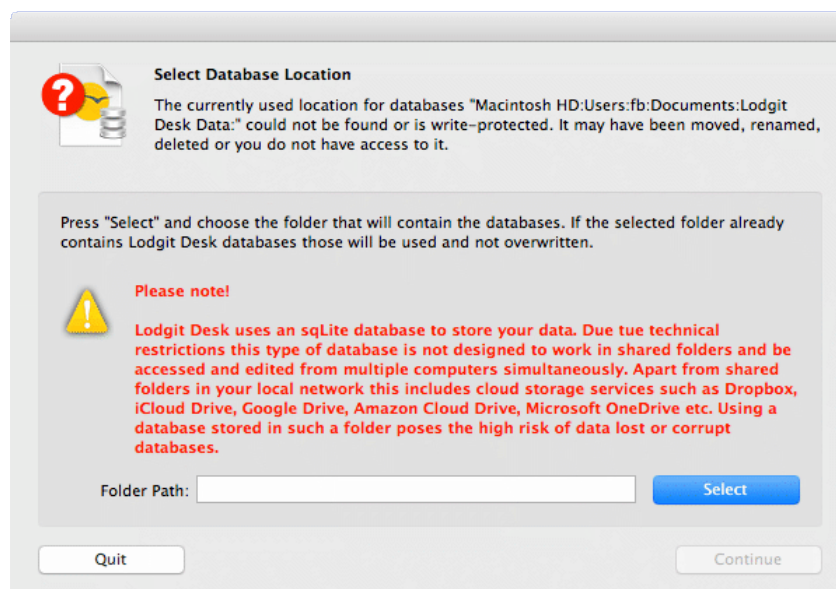 Select Database Location
The currently used location for databases "Macintosh HD:Users:fb:Documents:Lodgit
Desk Data:" could not be found or is write-protected. It may have been moved, renamed,
deleted or you do not have access to it.
Press "Select" and choose the folder that will contain the databases. If the selected folder already
contains Lodgit Desk databases those will be used and not overwritten.
Please note!
Lodgit Desk uses an sqLite database to store your data. Due tue technical
restrictions this type of database is not designed to work in shared folders and be
accessed and edited from multiple computers simultaneously. Apart from shared
folders in your local network this includes cloud storage services such as Dropbox,
iCloud Drive, Google Drive, Amazon Cloud Drive, Microsoft OneDrive etc. Using a
database stored in such a folder poses the high risk of data lost or corrupt
databases.
Folder Path:
Select
Quit
Continue